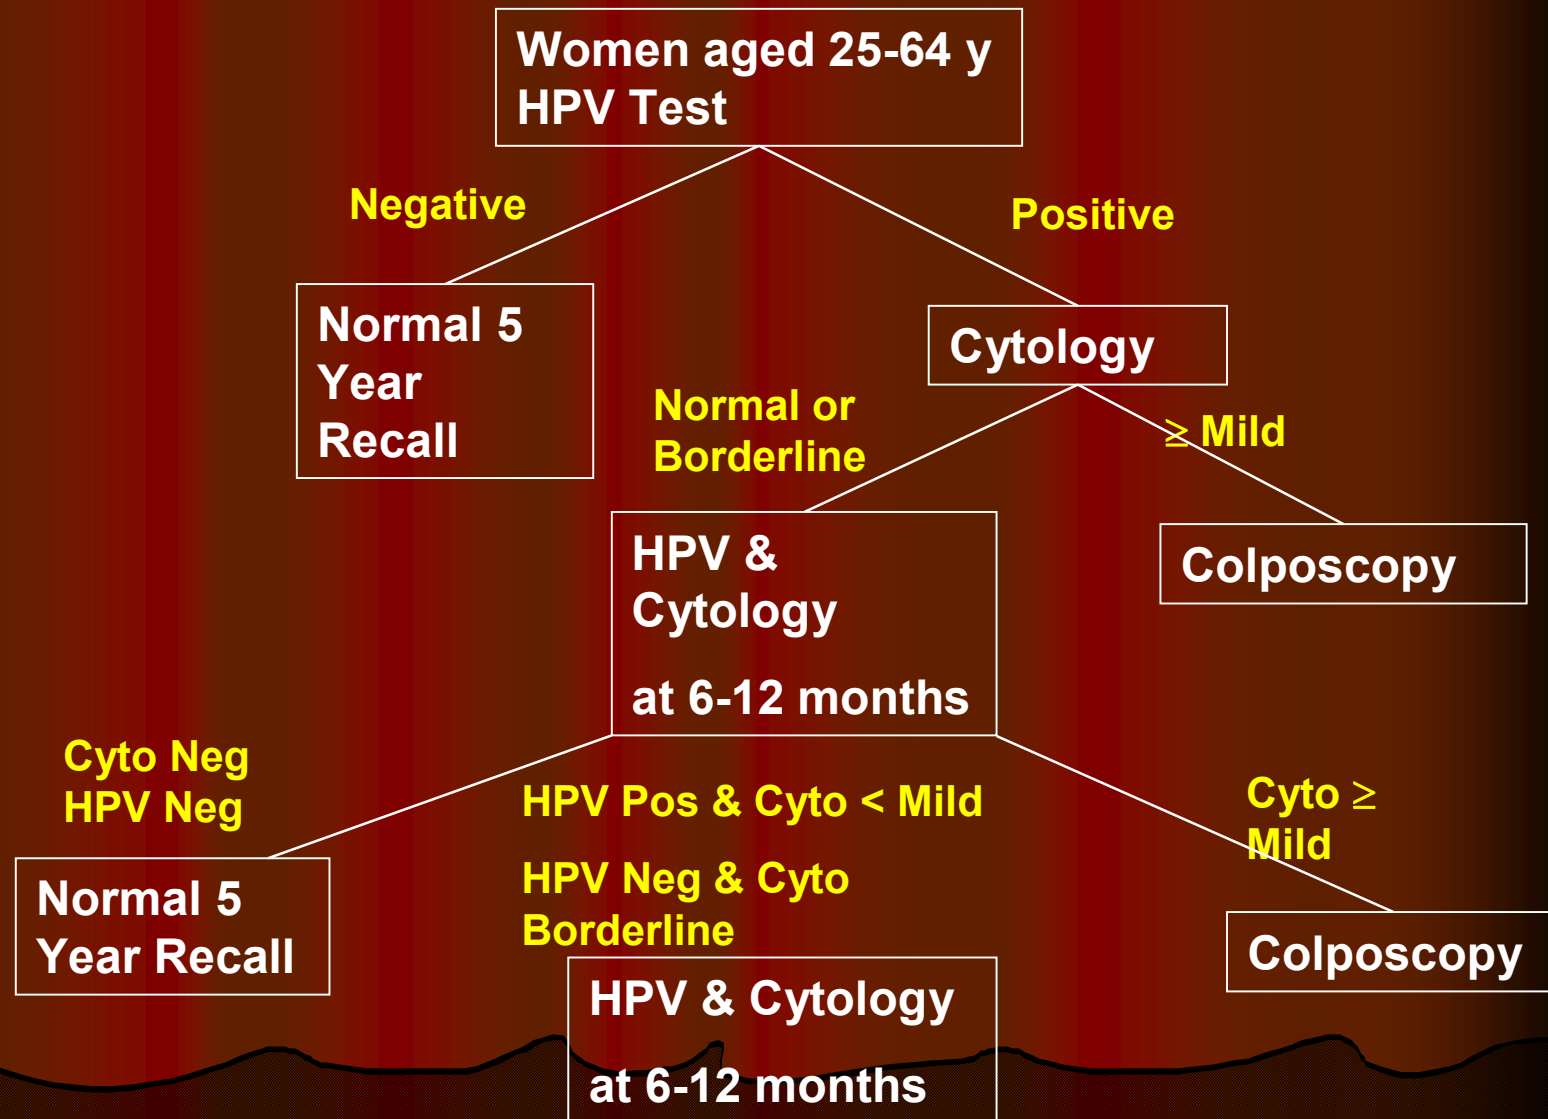 Women aged 25-64 y
HPV Test
Negative
Positive
Normal 5
Year
Recall
Cytology
Normal or
Borderline
≥ Mild
HPV &
Cytology
at 6-12 months
Colposcopy
Cyto Neg
HPV Neg
HPV Pos & Cyto < Mild
HPV Neg & Cyto
Borderline
Cyto ≥
Mild
Normal 5
Year Recall
HPV & Cytology
at 6-12 months
Colposcopy